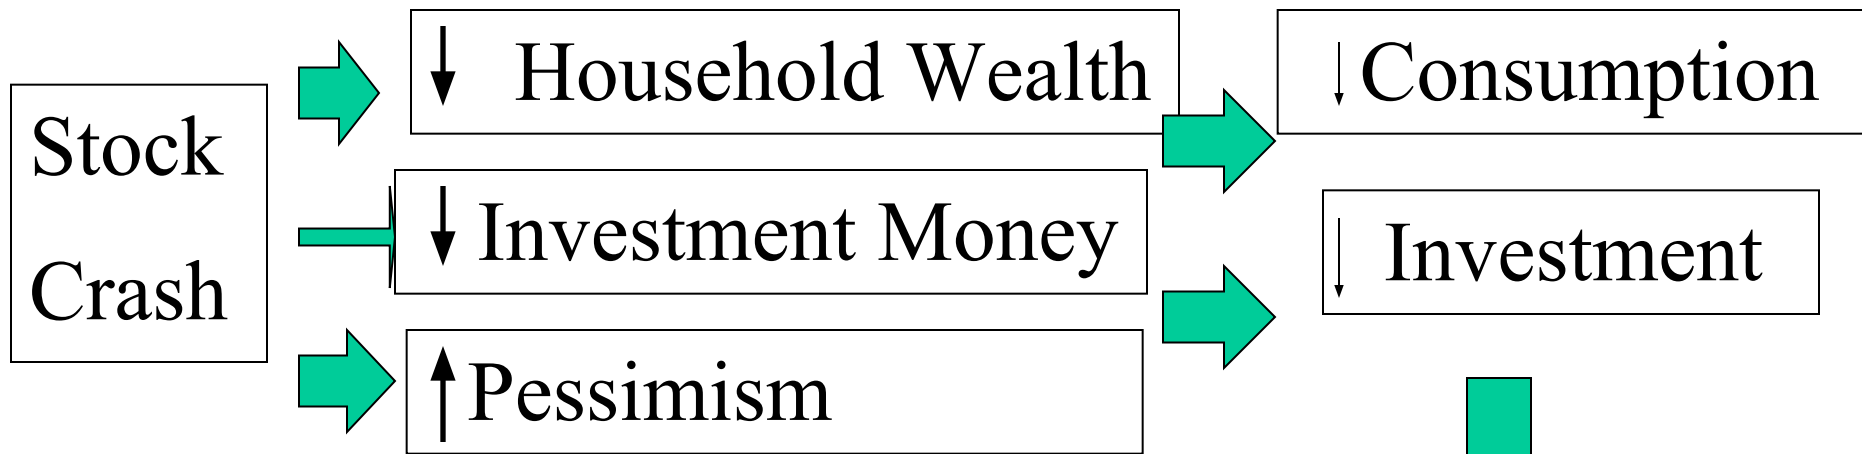 Stock
Crash
Household Wealth
Investment Money
Pessimism
Consumption
Investment